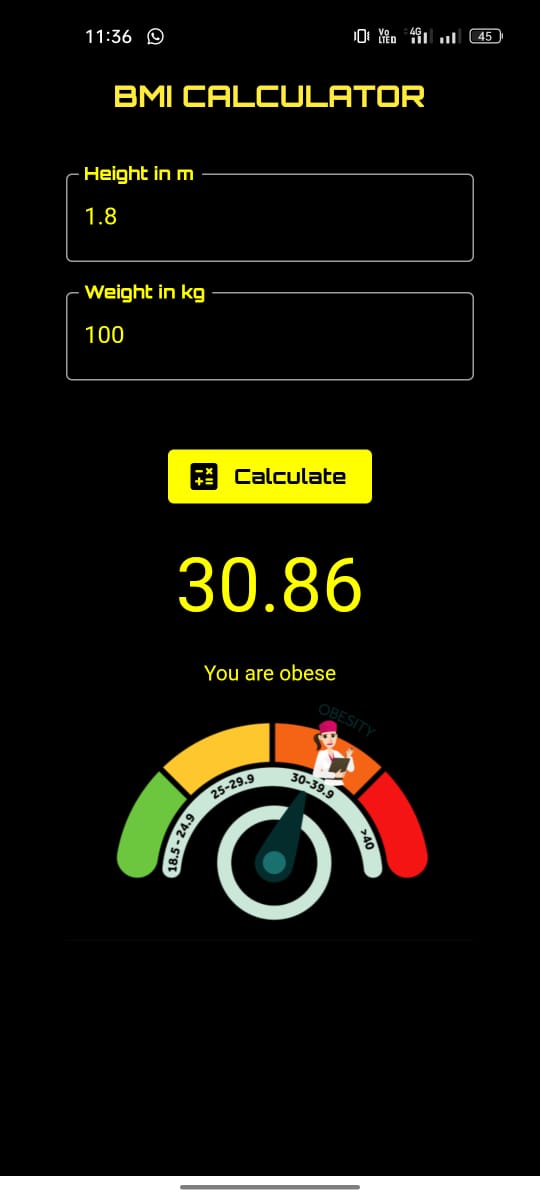 11:36
Vo
LTE
4G
45
BMI CALCULATOR
Height in m
1.8
Weight in kg
100
Calculate
30.86
You are obese
OBESITY
18.5 - 24.9
25-29.9
30-39.9
>40